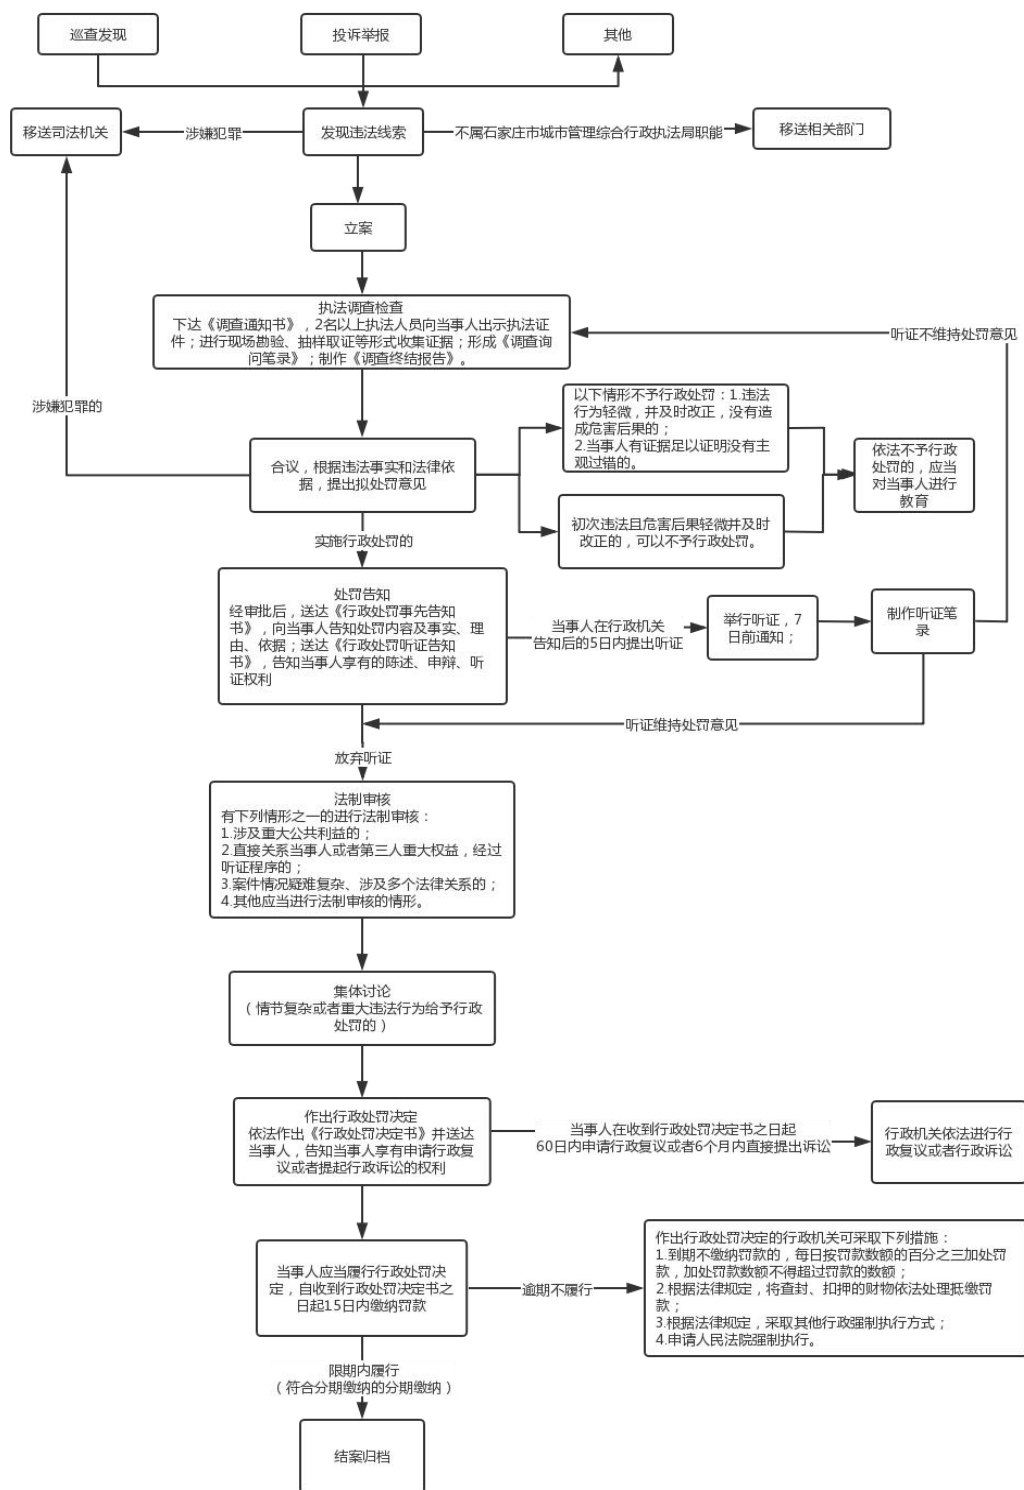 巡查发现
投诉举报
其他
移送司法机关
涉嫌犯罪
发现违法线索
不属石家庄市城市管理综合行政执法局职能
移送相关部门
立案
执法调查检查
下达《调查通知书》，2名以上执法人员向当事人出示执法证
件；进行现场勘验、抽样取证等形式收集证据；形成《调查询
问笔录》；制作《调查终结报告》。
听证不维持处罚意见
涉嫌犯罪的
合议，根据违法事实和法律依
据，提出拟处罚意见
以下情形不予行政处罚：1.违法
行为轻微，并及时改正，没有造
成危害后果的；
2.当事人有证据足以证明没有主
观过错的。
初次违法且危害后果轻微并及时
改正的，可以不予行政处罚。
依法不予行政
处罚的，应当
对当事人进行
教育
实施行政处罚的
处罚告知
经审批后，送达《行政处罚事先告知
书》，向当事人告知处罚内容及事实、理
由、依据；送达《行政处罚听证告知
书》，告知当事人享有的陈述、申辩、听
证权利
当事人在行政机关
告知后的5日内提出听证
举行听证，7
日前通知；
制作听证笔
录
听证维持处罚意见
放弃听证
法制审核
有下列情形之一的进行法制审核：
1.涉及重大公共利益的；
2.直接关系当事人或者第三人重大权益，经过
听证程序的；
3.案件情况疑难复杂、涉及多个法律关系的；
4.其他应当进行法制审核的情形。
集体讨论
（情节复杂或者重大违法行为给予行政
处罚的）
作出行政处罚决定
依法作出《行政处罚决定书》并送达
当事人，告知当事人享有申请行政复
议或者提起行政诉讼的权利
当事人在收到行政处罚决定书之日起
60日内申请行政复议或者6个月内直接提出诉讼
行政机关依法进行行
政复议或者行政诉讼
当事人应当履行行政处罚决
定，自收到行政处罚决定书之
日起15日内缴纳罚款
逾期不履行
作出行政处罚决定的行政机关可采取下列措施：
1.到期不缴纳罚款的，每日按罚款数额的百分之三加处罚
款，加处罚款数额不得超过罚款的数额；
2.根据法律规定，将查封、扣押的财物依法处理抵缴罚
款；
3.根据法律规定，采取其他行政强制执行方式；
4.申请人民法院强制执行。
限期内履行
（符合分期缴纳的分期缴纳）
结案归档